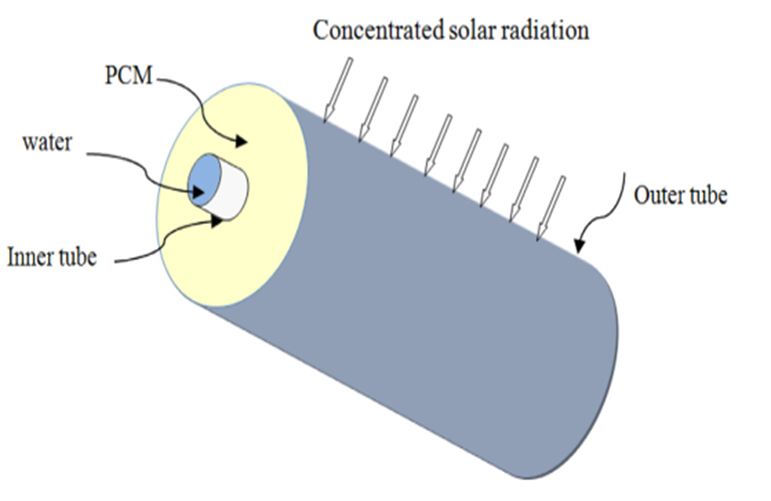 Concentrated solar radiation
PCM
water
Outer tube
Inner tube